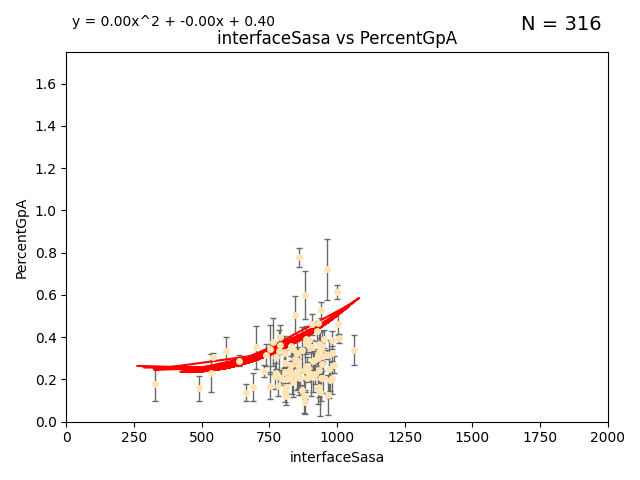 y = 0.00x^2 + -0.00x + 0.40
N = 316
interfaceSasa vs PercentGpA
PercentGpA
1.6
1.4
1.2
1.0
0.8
0.6
0.4
0.2
0.0
0 250 500 750 1000 1250 1500 1750 2000
interfaceSasa